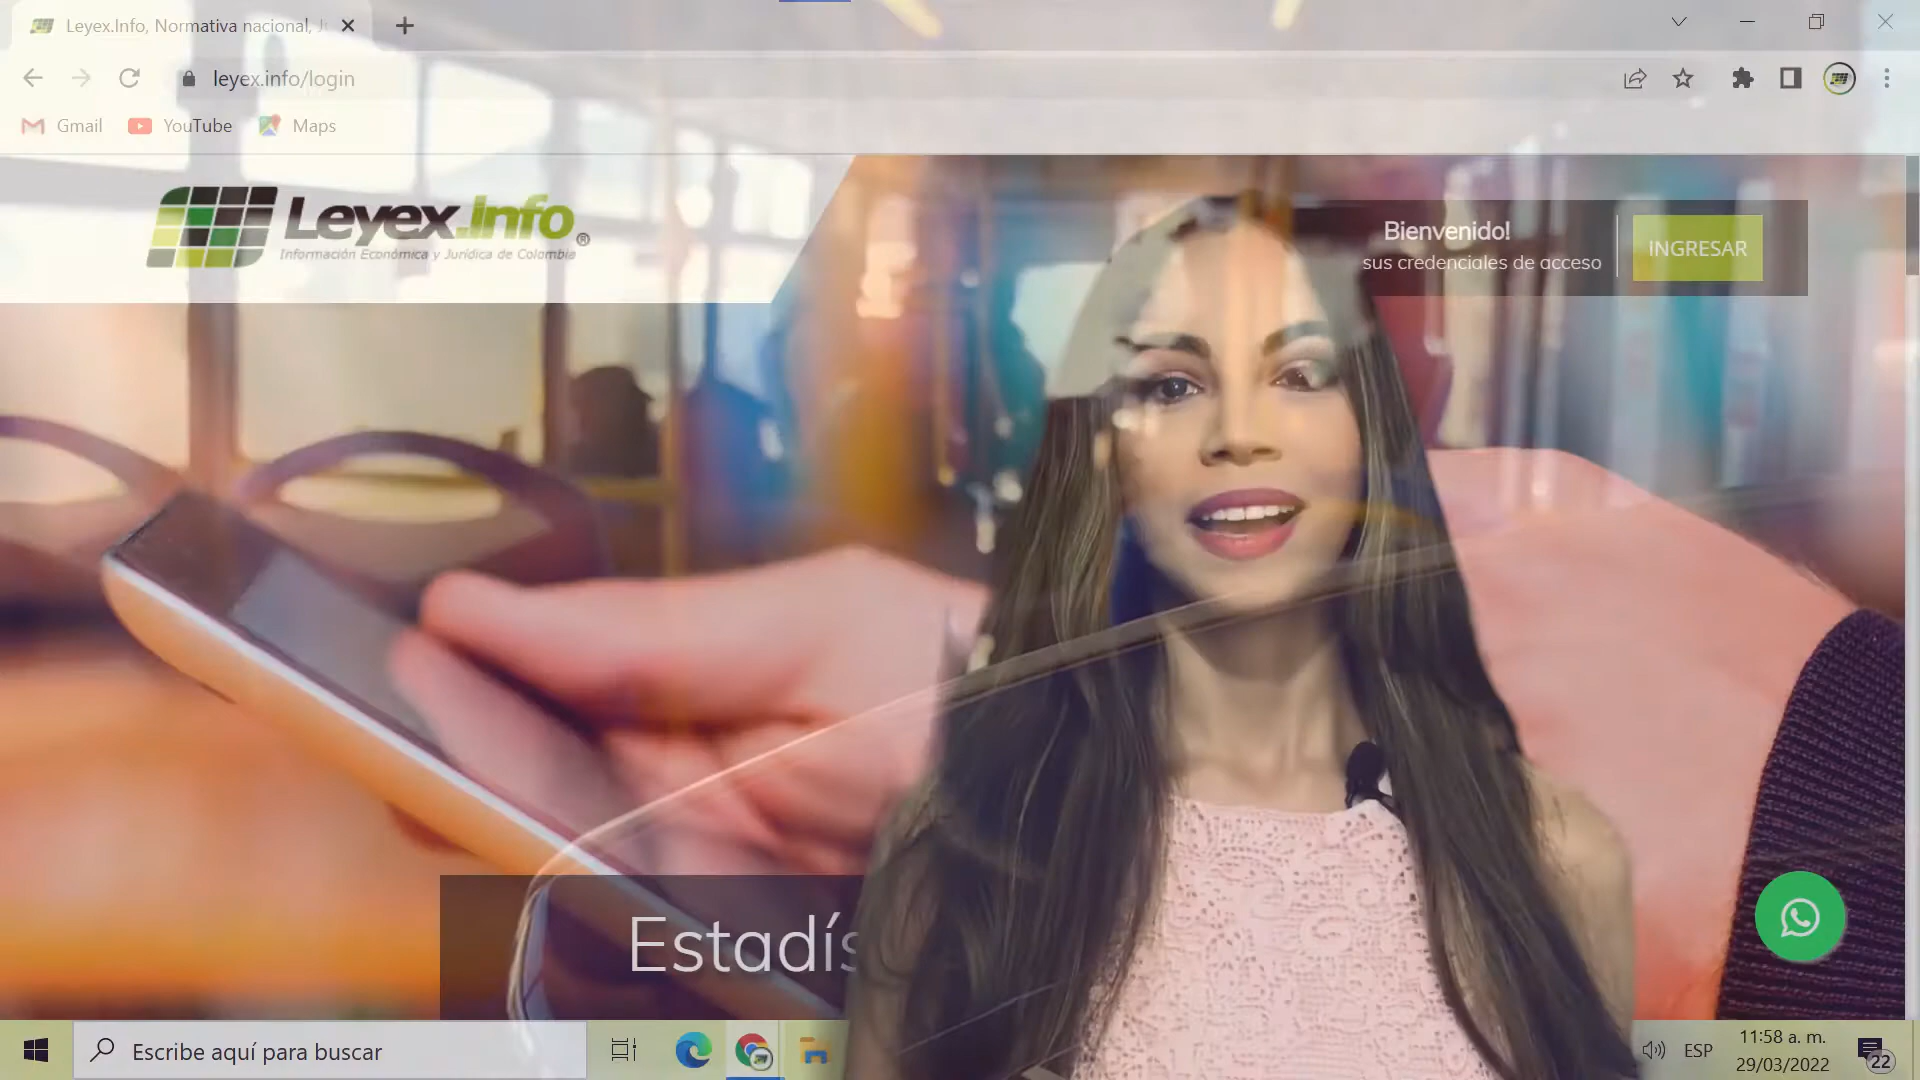 Leyex.Info, Normativa nacional, J
leyex.info/login
Gmail
YouTube
Maps
Leyex.Info®
Información Económica y Jurídica de Colombia
Bienvenido!
sus credenciales de acceso
INGRESAR
Estadís
Escribe aquí para buscar
ESP
11:58 a. m.
29/03/2022
22